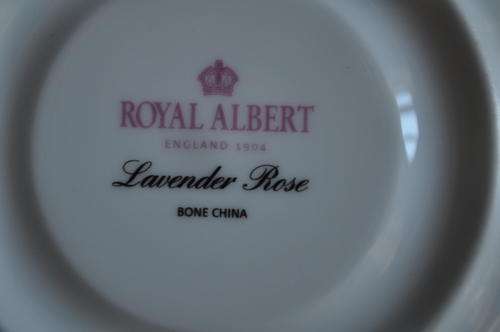 ROYAL ALBERT
ENGLAND 1904
Lavender Rose
BONE CHINA